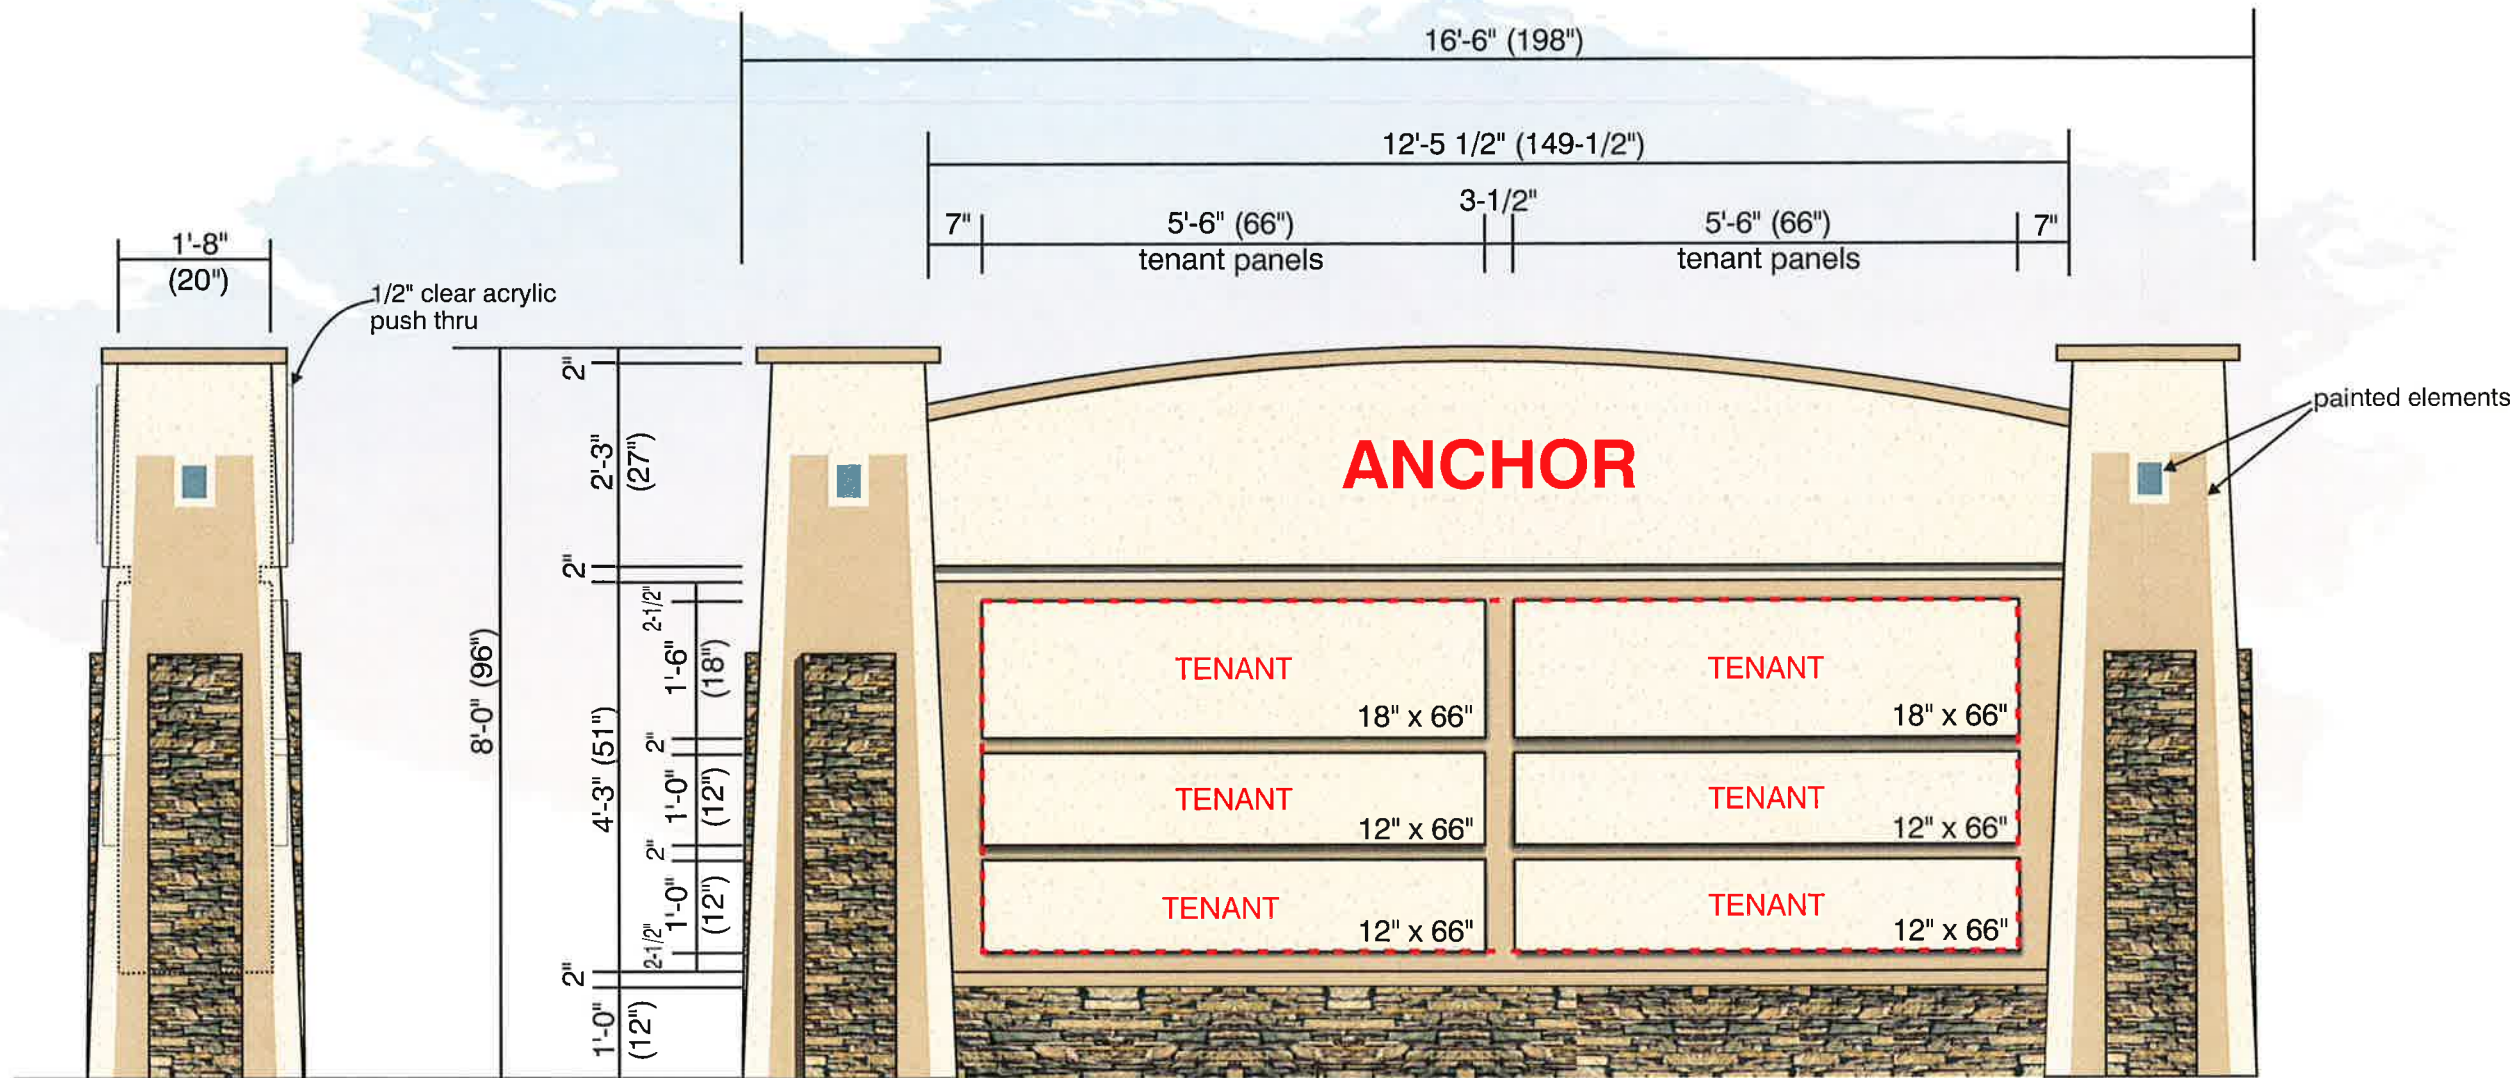 16'-6" (198")
12'-5 1/2" (149-1/2")
3-1/2"
7"
5'-6" (66")
5'-6" (66")
7"
tenant panels
tenant panels
1'-8"
(20")
1/2" clear acrylic
push thru
painted elements
8'-0" (96")
2"
2'-3"
(27")
2"
4'-3" (51")
2"
1'-0"
(12")
2-1/2"
1'-6"
(18")
2"
1'-0"
(12")
2"
1'-0"
(12")
2-1/2"
ANCHOR
TENANT
18" x 66"
TENANT
18" x 66"
TENANT
12" x 66"
TENANT
12" x 66"
TENANT
12" x 66"
TENANT
12" x 66"